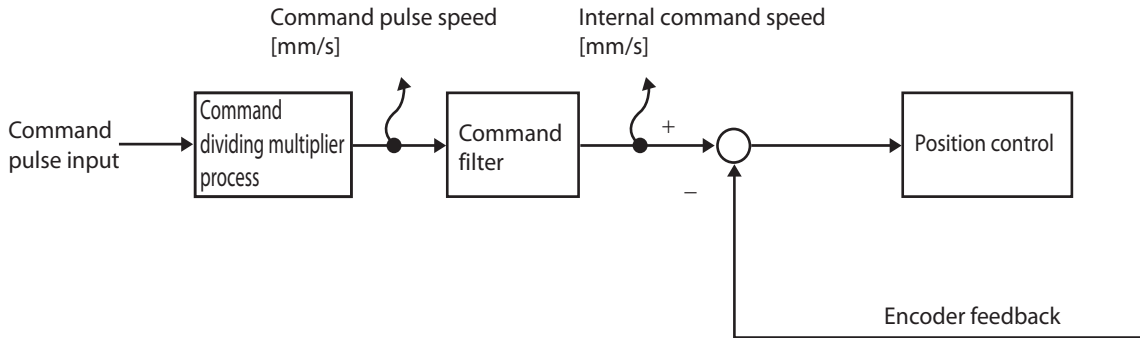 Command pulse speed
[mm/s]
Internal command speed
[mm/s]
Command
pulse input
Command
dividing multiplier
process
Command
filter
+
−
Position control
Encoder feedback